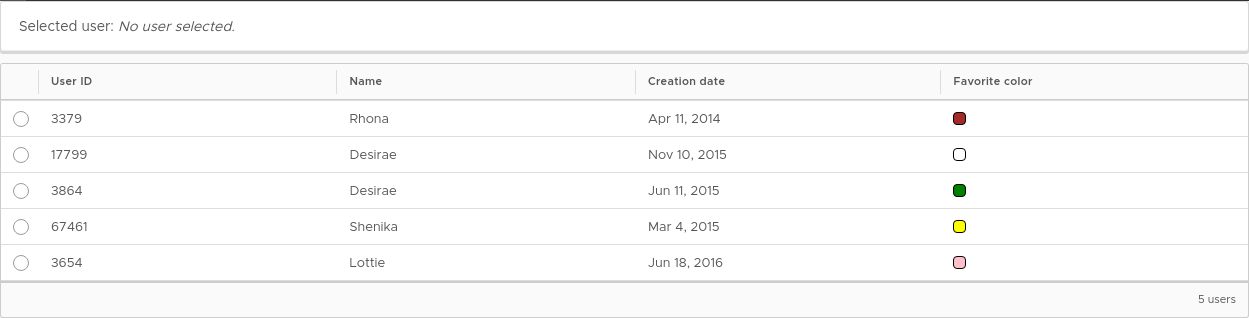 Selected user: No user selected.
User ID Name Creation date Favorite color
3379 Rhona Apr 11, 2014
17799 Desirae Nov 10, 2015
3864 Desirae Jun 11, 2015
67461 Shenika Mar 4, 2015
3654 Lottie Jun 18, 2016
5 users